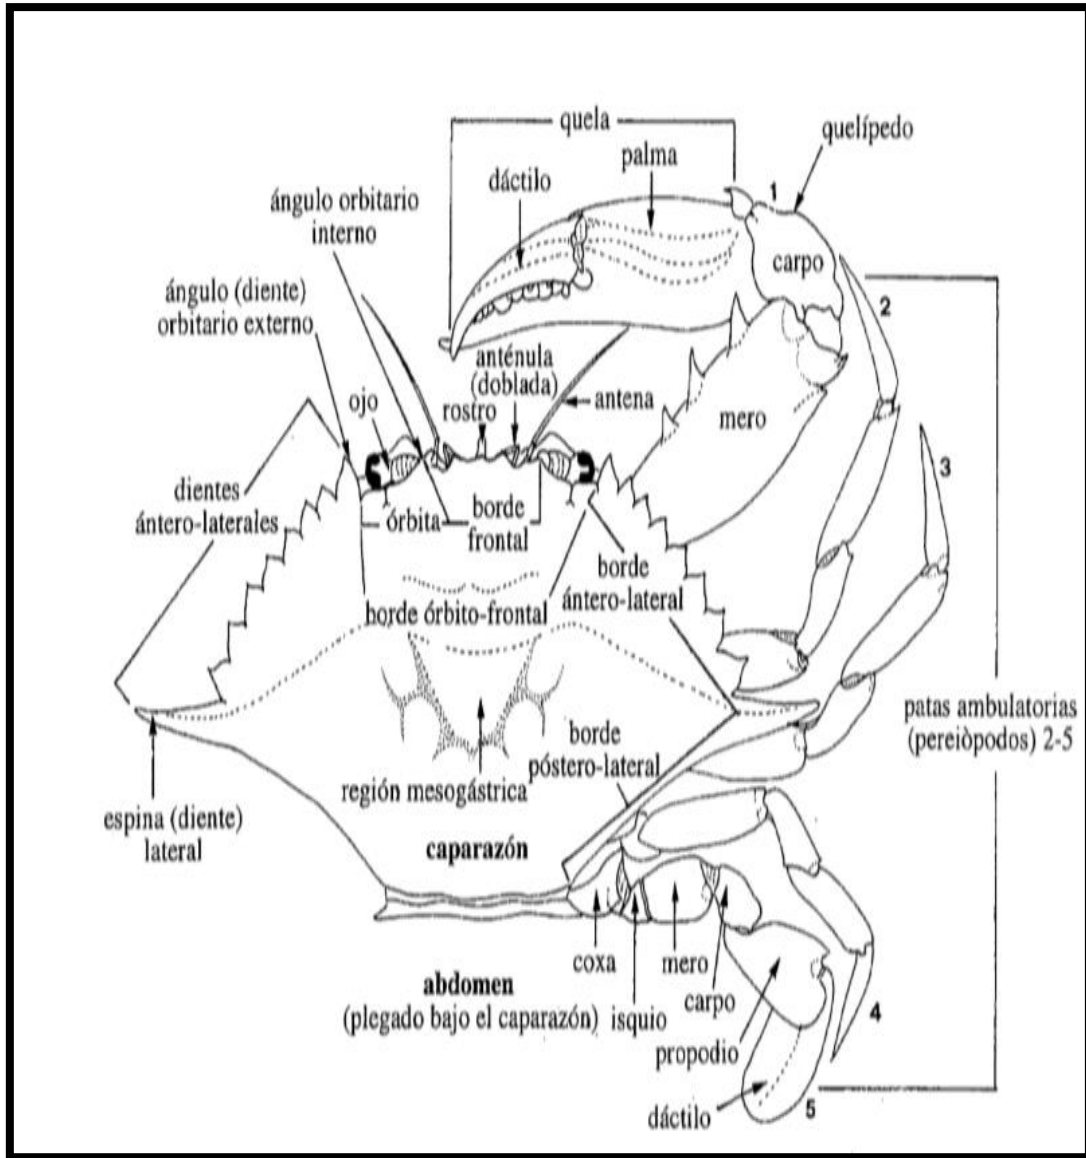 quela
quelípedo
palma
dáctilo
1
ángulo orbitario
interno
carpo
2
ángulo (diente)
orbitario externo
anténula
(doblada)
antena
ojo
rostro
mero
3
dientes
ántero-laterales
órbita
borde
frontal
borde
ántero-lateral
borde órbito-frontal
patas ambulatorias
(pereiòpodos) 2-5
borde
póstero-lateral
región mesogástrica
espina (diente)
lateral
caparazón
coxa
mero
carpo
abdomen
(plegado bajo el caparazón)
isquio
4
propodio
dáctilo
5